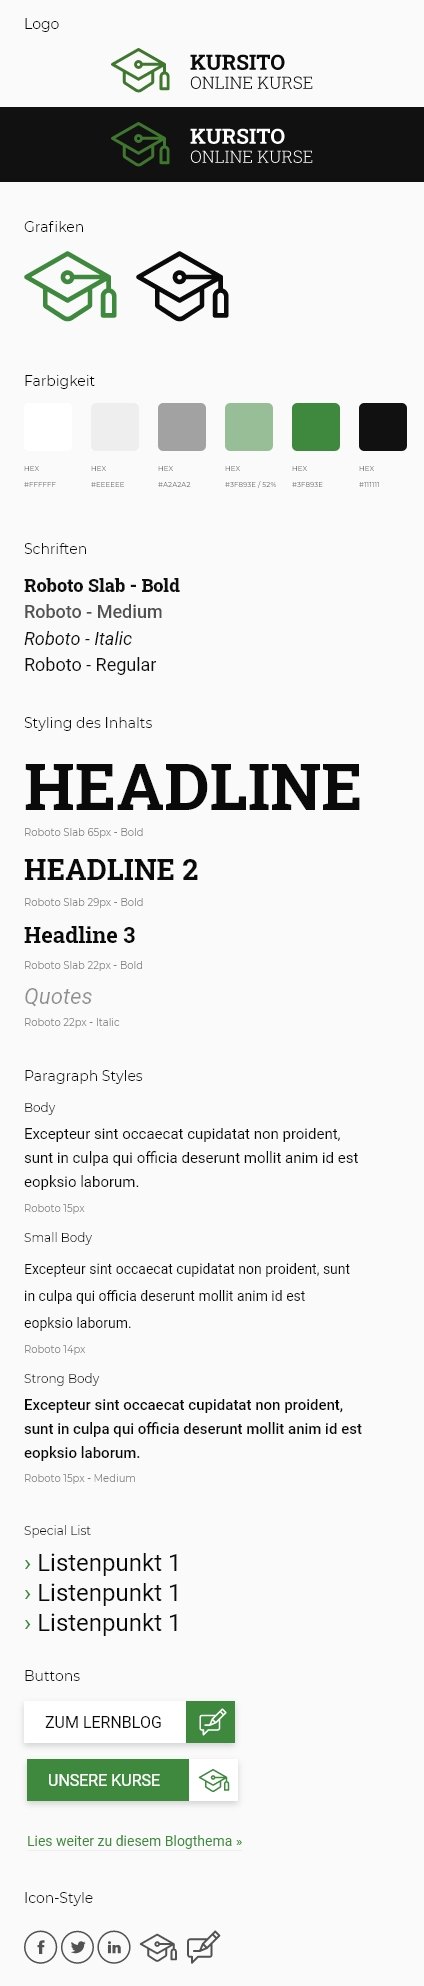 Logo
KURSITO
ONLINE KURSE
KURSITO
ONLINE KURSE
Grafiken
Farbigkeit
HEX HEX HEX HEX HEX HEX
#FFFFFF #EEEEEE #A2A2A2 #3F893E / 52% #3F893E #111111
Schriften
Roboto Slab - Bold
Roboto - Medium
Roboto - Italic
Roboto - Regular
Styling des Inhalts
HEADLINE
Roboto Slab 65px - Bold
HEADLINE 2
Roboto Slab 29px - Bold
Headline 3
Roboto Slab 22px - Bold
Quotes
Roboto 22px - Italic
Paragraph Styles
Body
Excepteur sint occaecat cupidatat non proident,
sunt in culpa qui officia deserunt mollit anim id est
eopksio laborum.
Roboto 15px
Small Body
Excepteur sint occaecat cupidatat non proident, sunt
in culpa qui officia deserunt mollit anim id est
eopksio laborum.
Roboto 14px
Strong Body
Excepteur sint occaecat cupidatat non proident,
sunt in culpa qui officia deserunt mollit anim id est
eopksio laborum.
Roboto 15px - Medium
Special List
› Listenpunkt 1
› Listenpunkt 1
› Listenpunkt 1
Buttons
ZUM LERNBLOG
UNSERE KURSE
Lies weiter zu diesem Blogthema »
Icon-Style
f in